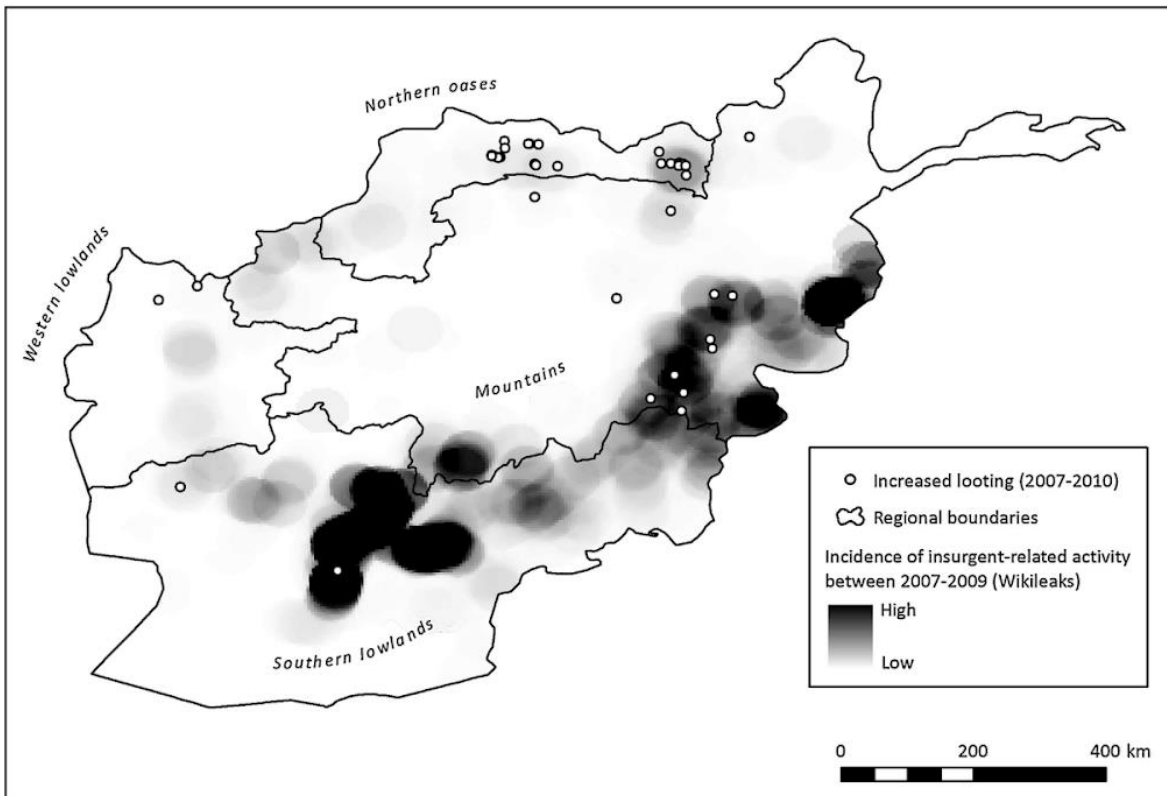 Northern oases
Western lowlands
Mountains
Southern lowlands
Increased looting (2007-2010)
Regional boundaries
Incidence of insurgent-related activity
between 2007-2009 (Wikileaks)
High
Low
0 200 400 km